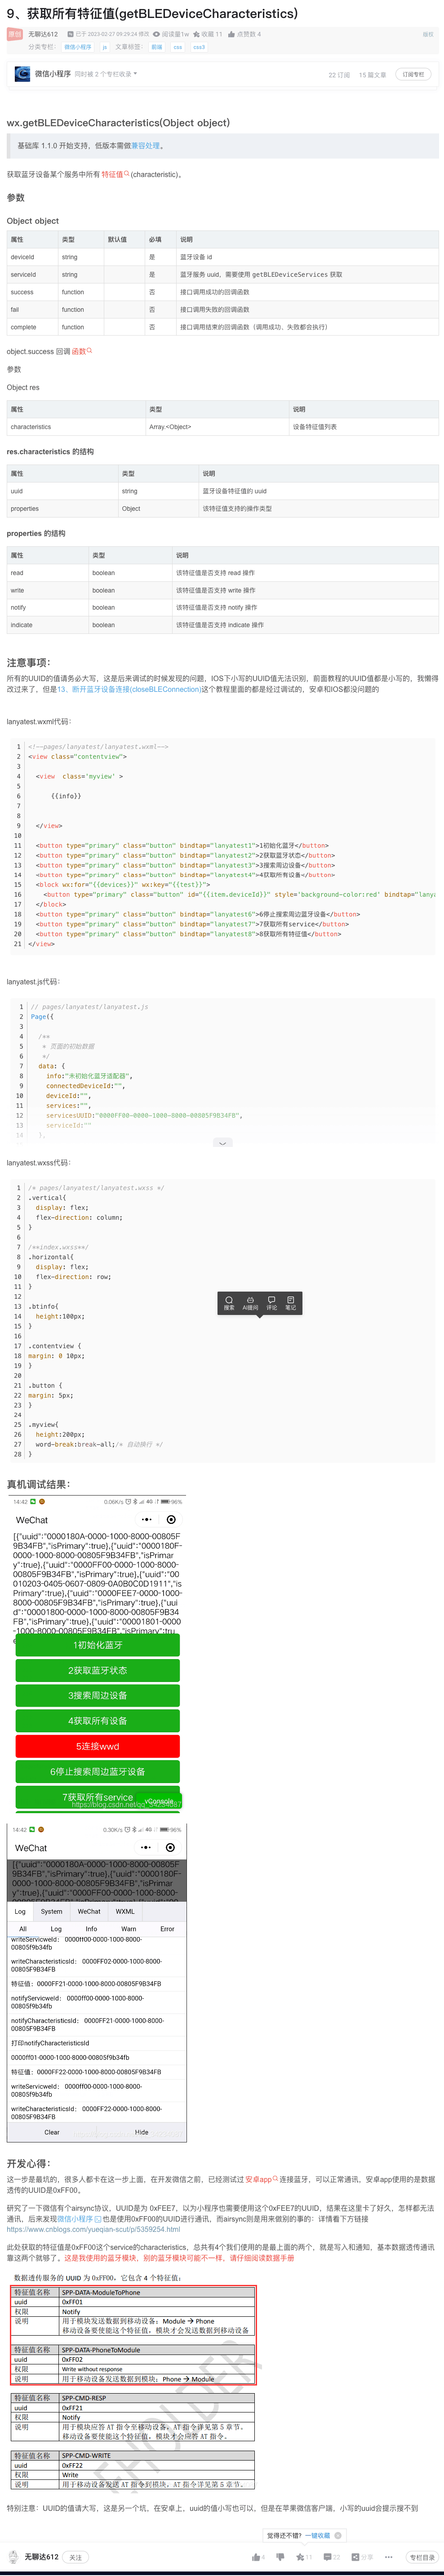 9、获取所有特征值(getBLEDeviceCharacteristics)
原创
无聊达612
已于 2023-02-27 09:29:24 修改
阅读量1w
收藏 11
点赞数 4
版权
分类专栏： 微信小程序 js 文章标签： 前端 css css3
微信小程序 同时被 2 个专栏收录
22 订阅 15 篇文章 订阅专栏
wx.getBLEDeviceCharacteristics(Object object)
基础库 1.1.0 开始支持，低版本需做兼容处理。
获取蓝牙设备某个服务中所有 特征值(characteristic)。
参数
Object object
属性 类型 默认值 必填 说明
deviceId string 是 蓝牙设备 id
serviceId string 是 蓝牙服务 uuid，需要使用 getBLEDeviceServices 获取
success function 否 接口调用成功的回调函数
fail function 否 接口调用失败的回调函数
complete function 否 接口调用结束的回调函数（调用成功、失败都会执行）
object.success 回调 函数
参数
Object res
属性 类型 说明
characteristics Array.<Object> 设备特征值列表
res.characteristics 的结构
属性 类型 说明
uuid string 蓝牙设备特征值的 uuid
properties Object 该特征值支持的操作类型
properties 的结构
属性 类型 说明
read boolean 该特征值是否支持 read 操作
write boolean 该特征值是否支持 write 操作
notify boolean 该特征值是否支持 notify 操作
indicate boolean 该特征值是否支持 indicate 操作
注意事项：
所有的UUID的值请务必大写，这是后来调试的时候发现的问题，IOS下小写的UUID值无法识别，前面教程的UUID值都是小写的，我懒得
改过来了，但是13、断开蓝牙设备连接(closeBLEConnection)这个教程里面的都是经过调试的，安卓和IOS都没问题的
lanyatest.wxml代码：
1 <!--pages/lanyatest/lanyatest.wxml-->
2 <view class="contentview">
3
4 <view  class='myview' >
5
6 {{info}}
7
8
9 </view>
10
11 <button type="primary" class="button" bindtap="lanyatest1">1初始化蓝牙</button>
12 <button type="primary" class="button" bindtap="lanyatest2">2获取蓝牙状态</button>
13 <button type="primary" class="button" bindtap="lanyatest3">3搜索周边设备</button>
14 <button type="primary" class="button" bindtap="lanyatest4">4获取所有设备</button>
15 <block wx:for="{{devices}}" wx:key="{{test}}">
16 <button type="primary" class="button" id="{{item.deviceId}}" style='background-color:red' bindtap="lanya
17 </block>
18 <button type="primary" class="button" bindtap="lanyatest6">6停止搜索周边蓝牙设备</button>
19 <button type="primary" class="button" bindtap="lanyatest7">7获取所有service</button>
20 <button type="primary" class="button" bindtap="lanyatest8">8获取所有特征值</button>
21 </view>
lanyatest.js代码：
1 // pages/lanyatest/lanyatest.js
2 Page({
3
4 /**
5 * 页面的初始数据
6 */
7 data: {
8 info:"未初始化蓝牙适配器",
9 connectedDeviceId:"",
10 deviceId:"",
11 services:"",
12 servicesUUID:"0000FF00-0000-1000-8000-00805F9B34FB",
13 serviceId:""
14 },
lanyatest.wxss代码：
1 /* pages/lanyatest/lanyatest.wxss */
2 .vertical{
3 display: flex;
4 flex-direction: column;
5 }
6
7 /**index.wxss**/
8 .horizontal{
9 display: flex;
10 flex-direction: row;
11 }
12
13 .btinfo{
14 height:100px;
15 }
16
17 .contentview {
18 margin: 0 10px;
19 }
20
21 .button {
22 margin: 5px;
23 }
24
25 .myview{
26 height:200px;
27 word-break:break-all;/* 自动换行 */
28 }
搜索 AI提问 评论 笔记
真机调试结果：
14:42 0.06K/s 4G 96%
WeChat
[{"uuid":"0000180A-0000-1000-8000-00805F
9B34FB","isPrimary":true},{"uuid":"0000180F-
0000-1000-8000-00805F9B34FB","isPrimar
y":true},{"uuid":"0000FF00-0000-1000-8000-
00805F9B34FB","isPrimary":true},{"uuid":"00
010203-0405-0607-0809-0A0B0C0D1911","is
Primary":true},{"uuid":"0000FEE7-0000-1000-
8000-00805F9B34FB","isPrimary":true},{"uui
d":"00001800-0000-1000-8000-00805F9B34
FB","isPrimary":true},{"uuid":"00001801-0000
-1000-8000-00805F9B34FB","isPrimary":tru
1初始化蓝牙
2获取蓝牙状态
3搜索周边设备
4获取所有设备
5连接wwd
6停止搜索周边蓝牙设备
7获取所有service
vConsole
14:42 0.30K/s 4G 96%
WeChat
[{"uuid":"0000180A-0000-1000-8000-00805F
9B34FB","isPrimary":true},{"uuid":"0000180F-
0000-1000-8000-00805F9B34FB","isPrimar
y":true},{"uuid":"0000FF00-0000-1000-8000-
Log System WeChat WXML
All Log Info Warn Error
writeServiceId： 0000ff00-0000-1000-8000-
00805f9b34fb
writeCharacteristicsId： 0000FF02-0000-1000-8000-
00805F9B34FB
特征值：0000FF21-0000-1000-8000-00805F9B34FB
notifyServicweId： 0000ff00-0000-1000-8000-
00805f9b34fb
notifyCharacteristicsId： 0000FF21-0000-1000-8000-
00805F9B34FB
打印notifyCharacteristicsId
0000ff01-0000-1000-8000-00805f9b34fb
特征值：0000FF22-0000-1000-8000-00805F9B34FB
writeServicweId： 0000ff00-0000-1000-8000-
00805f9b34fb
writeCharacteristicsId： 0000FF22-0000-1000-8000-
00805F9B34FB
Clear Hide
开发心得：
这一步是最坑的，很多人都卡在这一步上面，在开发微信之前，已经测试过 安卓app 连接蓝牙，可以正常通讯，安卓app使用的是数据
透传的UUID是0xFF00。
研究了一下微信有个airsync协议，UUID是为 0xFEE7，以为小程序也需要使用这个0xFEE7的UUID，结果在这里卡了好久，怎样都无法
通讯，后来发现微信小程序 也是使用0xFF00的UUID进行通讯，而airsync则是用来做别的事的：详情看下方链接
https://www.cnblogs.com/yueqian-scut/p/5359254.html
此处获取的特征值是0xFF00这个service的characteristics，总共有4个我们使用的是最上面的两个，就是写入和通知，基本数据透传通讯
靠这两个就够了。这是我使用的蓝牙模块，别的蓝牙模块可能不一样，请仔细阅读数据手册
数据透传服务的 UUID 为 0xFF00，它包含 4 个特征值：
特征值名称 SPP-DATA-ModuleToPhone
uuid 0xFF01
权限 Notify
说明 用于模块发送数据到移动设备：Module → Phone
移动设备要使能这个特征值，模块才会发送数据到移动设备
特征值名称 SPP-DATA-PhoneToModule
uuid 0xFF02
权限 Write without response
说明 用于移动设备发送数据到模块：Phone → Module
特征值名称 SPP-CMD-RESP
uuid 0xFF21
权限 Notify
说明 用于模块应答 AT 指令至移动设备，AT 指令详见第 5 章节。
移动设备要使能这个特征值，模块才会应答 AT 指令。
特征值名称 SPP-CMD-WRITE
uuid 0xFF22
权限 Write
说明 用于移动设备发送 AT 指令到模块，AT 指令详见第 5 章节。
特别注意：UUID的值请大写，这是另一个坑，在安卓上，uuid的值小写也可以，但是在苹果微信客户端，小写的uuid会提示搜不到
觉得还不错? 一键收藏
无聊达612 关注
4 11 22 分享 专栏目录